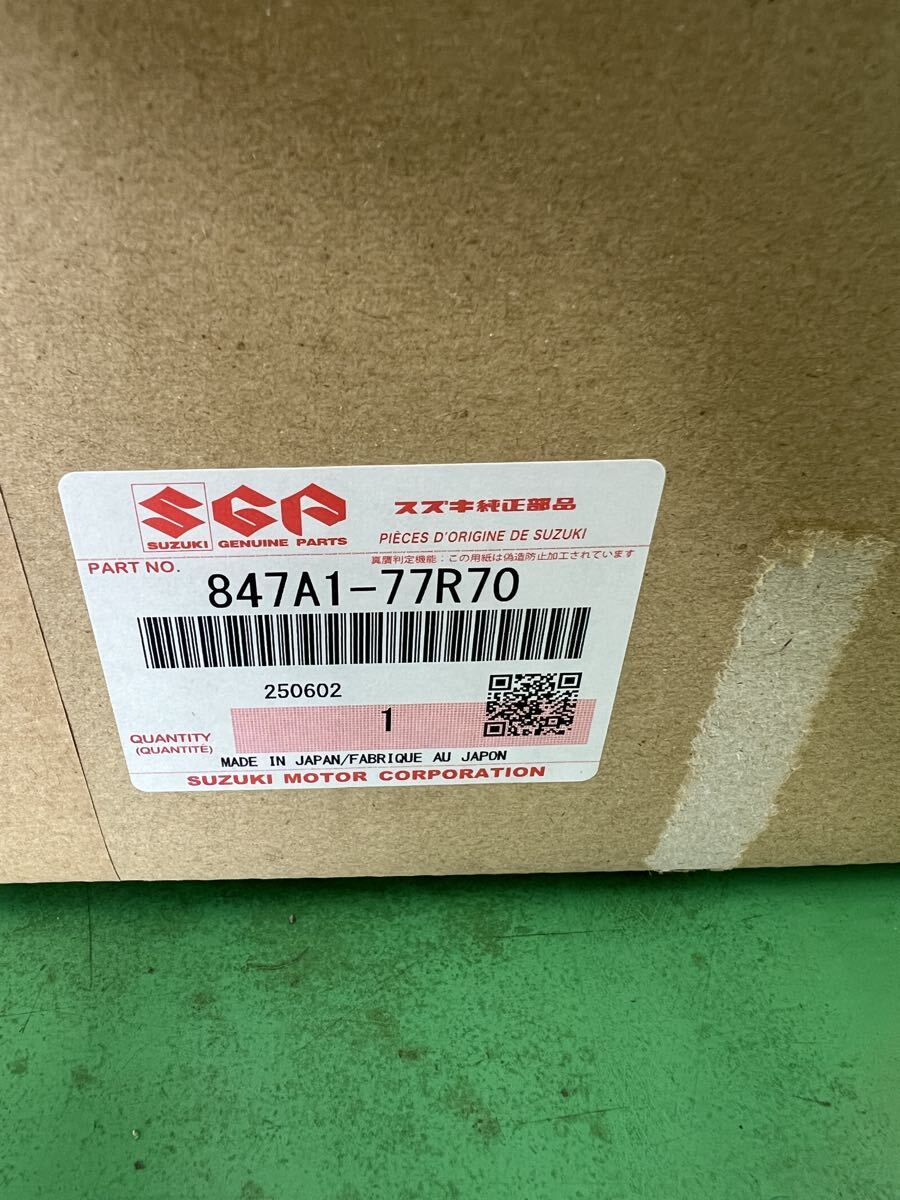 SGP スズキ純正部品
SUZUKI GENUINE PARTS PIÈCES D'ORIGINE DE SUZUKI
真贋判定機能：この用紙は偽造防止加工されています
PART NO.
847A1-77R70
250602
QUANTITY 1
(QUANTITÉ)
MADE IN JAPAN/FABRIQUE AU JAPON
SUZUKI MOTOR CORPORATION